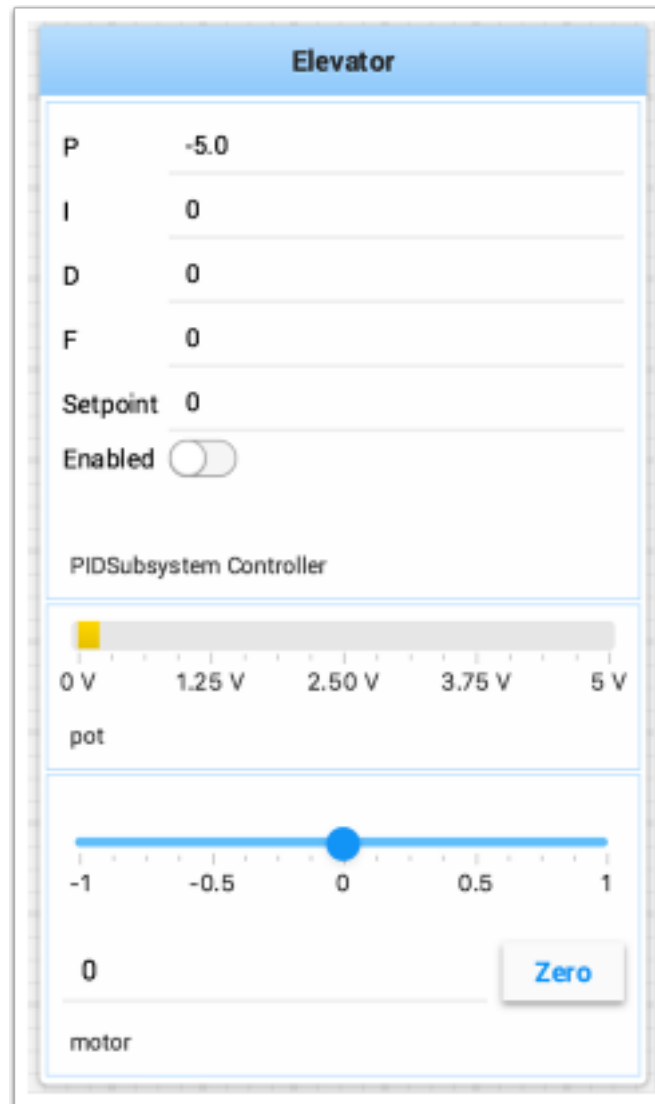 Elevator
P -5.0
I 0
D 0
F 0
Setpoint 0
Enabled
PIDSubsystem Controller
0 V 1.25 V 2.50 V 3.75 V 5 V
pot
-1 -0.5 0 0.5 1
0 Zero
motor